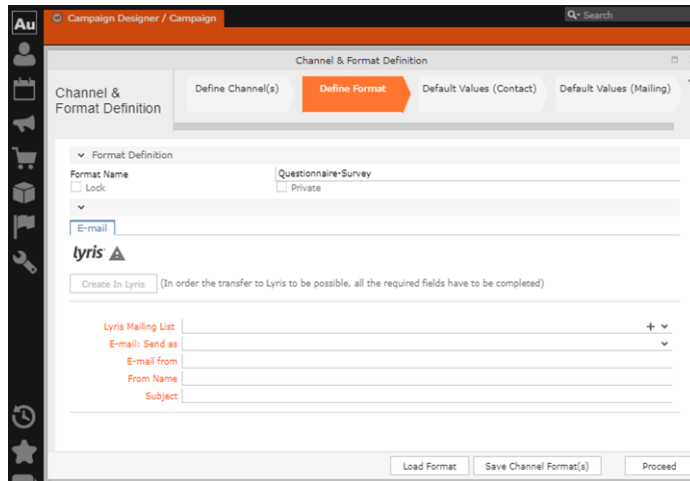 Au
Campaign Designer / Campaign
Search
Channel & Format Definition
Channel &
Format Definition
Define Channel(s)
Define Format
Default Values (Contact)
Default Values (Mailing)
Format Definition
Format Name
Questionnaire-Survey
Lock
Private
E-mail
lyris
Create In Lyris
(In order the transfer to Lyris to be possible, all the required fields have to be completed)
Lyris Mailing List
E-mail: Send as
E-mail from
From Name
Subject
Load Format
Save Channel Format(s)
Proceed